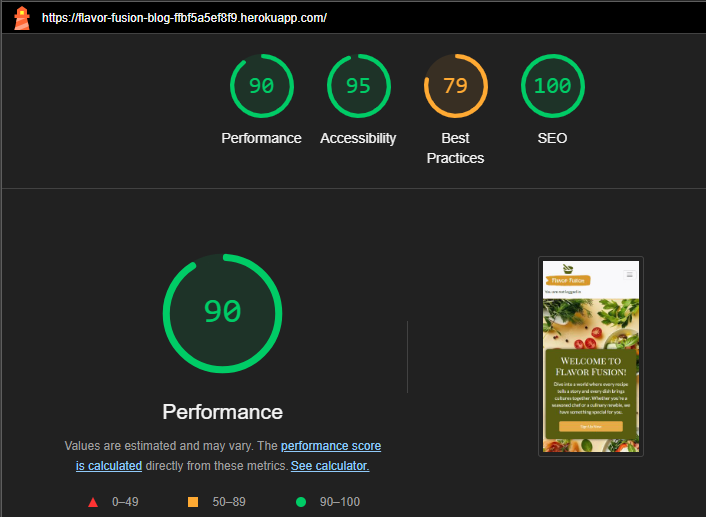 https://flavor-fusion-blog-ffbf5a5ef8f9.herokuapp.com/
90
95
79
100
Performance
Accessibility
Best
Practices
SEO
90
Performance
Values are estimated and may vary. The performance score
is calculated directly from these metrics. See calculator.
0–49
50–89
90–100
Flavor Fusion
You are not logged in
Welcome to
Flavor Fusion!
Dive into a world where every recipe
tells a story and every dish brings
cultures together. Whether you're a
seasoned chef or a culinary newbie, we
have something special for you.